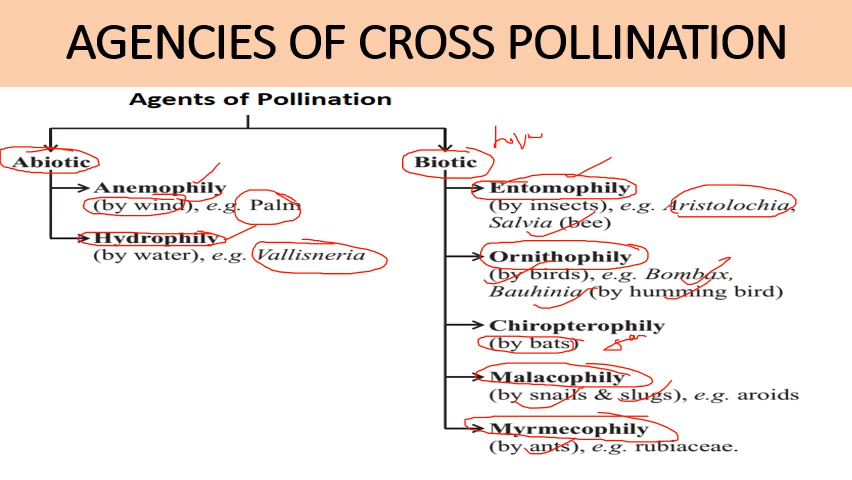 AGENCIES OF CROSS POLLINATION
Agents of Pollination
Abiotic
Anemophily
(by wind), e.g. Palm
Hydrophily
(by water), e.g. Vallisneria
Biotic
Entomophily
(by insects), e.g. Aristolochia,
Salvia (bee)
Ornithophily
(by birds), e.g. Bombax,
Bauhinia (by humming bird)
Chiropterophily
(by bats)
Malacophily
(by snails & slugs), e.g. aroids
Myrmecophily
(by ants), e.g. rubiaceae.